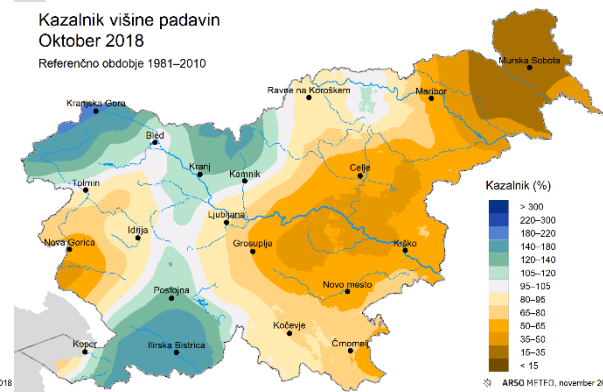 Kazalnik višine padavin
Oktober 2018
Referenčno obdobje 1981–2010
Murska Sobota
Ravne na Koroškem
Maribor
Kranjska Gora
Bled
Kranj
Kamnik
Celje
Tolmin
Ljubljana
Idrija
Nova Gorica
Grosuplje
Krško
Postojna
Novo mesto
Kočevje
Koper
Ilirska Bistrica
Črnomelj
Kazalnik (%)
> 300
220–300
180–220
140–180
120–140
105–120
95–105
80–95
65–80
50–65
35–50
15–35
< 15
018
ARSO METEO, november 20